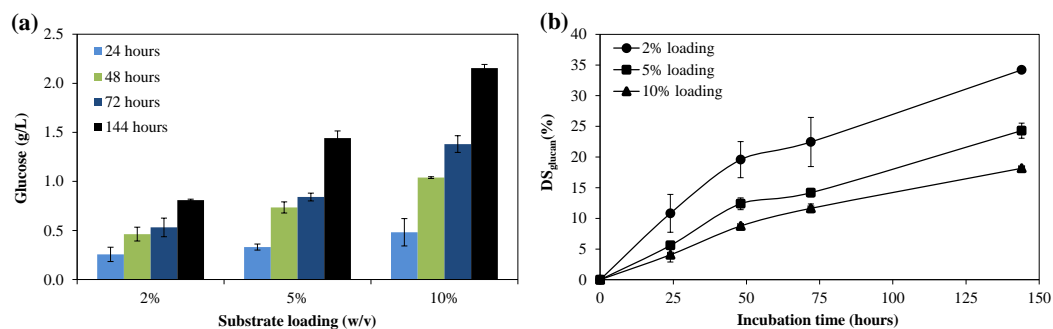 (a)
2.5
2.0
1.5
1.0
0.5
0.0
Glucose (g/L)
24 hours
48 hours
72 hours
144 hours
2%
5%
10%
Substrate loading (w/v)
(b)
40
35
30
25
20
15
10
5
0
DSglucan(%)
2% loading
5% loading
10% loading
0
25
50
75
100
125
150
Incubation time (hours)